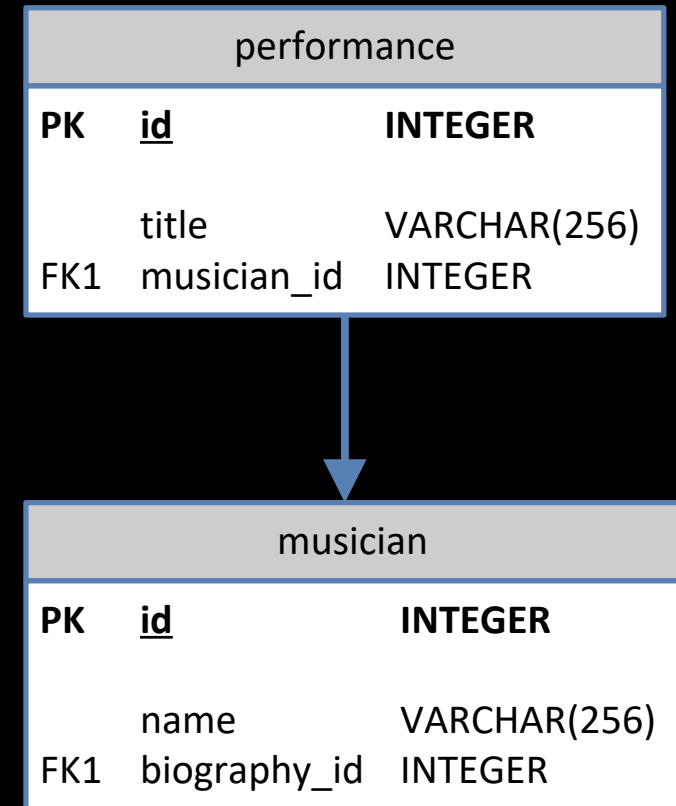 performance
PK id INTEGER
title VARCHAR(256)
FK1 musician_id INTEGER
musician
PK id INTEGER
name VARCHAR(256)
FK1 biography_id INTEGER